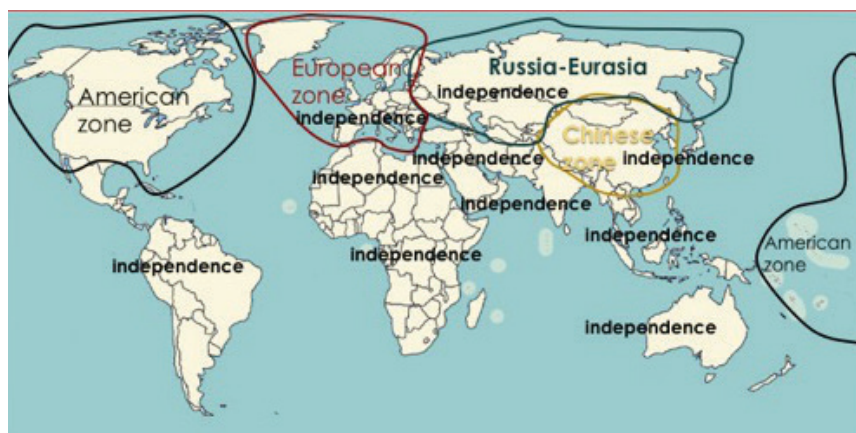 American
zone
European
zone
Russia-Eurasia
independence
independence
Chinese
zone
independence
independence
independence
independence
independence
independence
independence
American
zone
independence